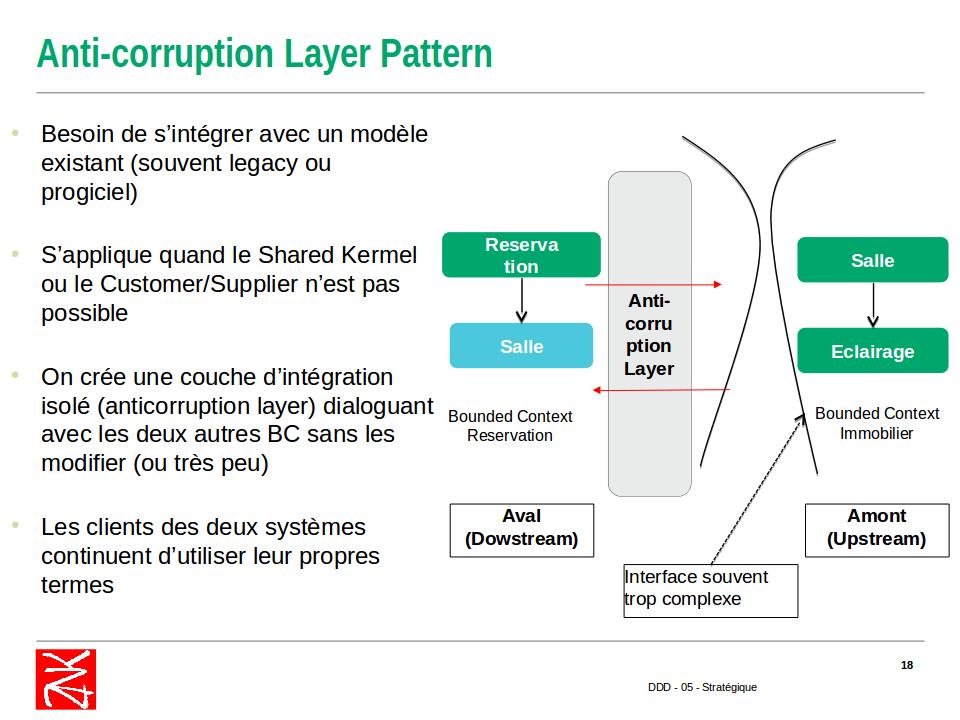 Anti-corruption Layer Pattern
Besoin de s’intégrer avec un modèle
existant (souvent legacy ou
progiciel)
S’applique quand le Shared Kermel
ou le Customer/Supplier n’est pas
possible
On crée une couche d’intégration
isolé (anticorruption layer) dialoguant
avec les deux autres BC sans les
modifier (ou très peu)
Les clients des deux systèmes
continuent d’utiliser leur propres
termes
Reserva
tion
Salle
Bounded Context
Reservation
Aval
(Dowstream)
Anti-
corru
ption
Layer
Salle
Eclairage
Bounded Context
Immobilier
Amont
(Upstream)
Interface souvent
trop complexe
18
DDD - 05 - Stratégique